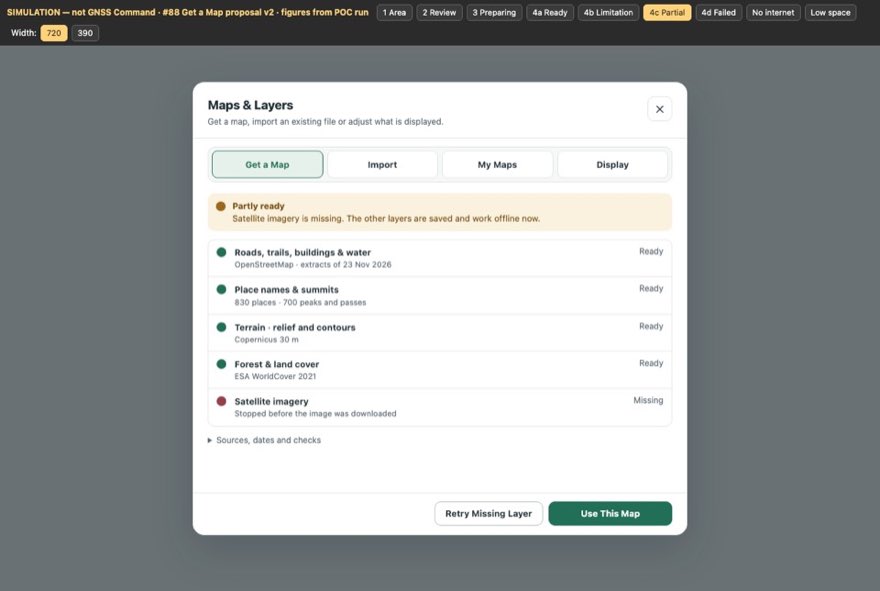 SIMULATION — not GNSS Command · #88 Get a Map proposal v2 · figures from POC run 1 Area 2 Review 3 Preparing 4a Ready 4b Limitation 4c Partial 4d Failed No internet Low space
Width: 720 390
Maps & Layers
Get a map, import an existing file or adjust what is displayed.
Get a Map Import My Maps Display
Partly ready
Satellite imagery is missing. The other layers are saved and work offline now.
Roads, trails, buildings & water Ready
OpenStreetMap · extracts of 23 Nov 2026
Place names & summits Ready
830 places · 700 peaks and passes
Terrain · relief and contours Ready
Copernicus 30 m
Forest & land cover Ready
ESA WorldCover 2021
Satellite imagery Missing
Stopped before the image was downloaded
Sources, dates and checks
Retry Missing Layer Use This Map